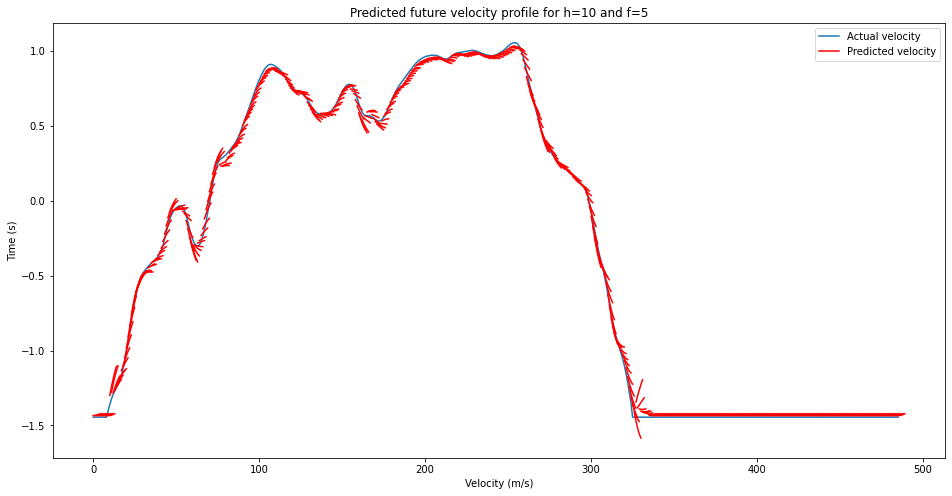 Predicted future velocity profile for h=10 and f=5
Actual velocity
Predicted velocity
Time (s)
1.0
0.5
0.0
−0.5
−1.0
−1.5
0 100 200 300 400 500
Velocity (m/s)